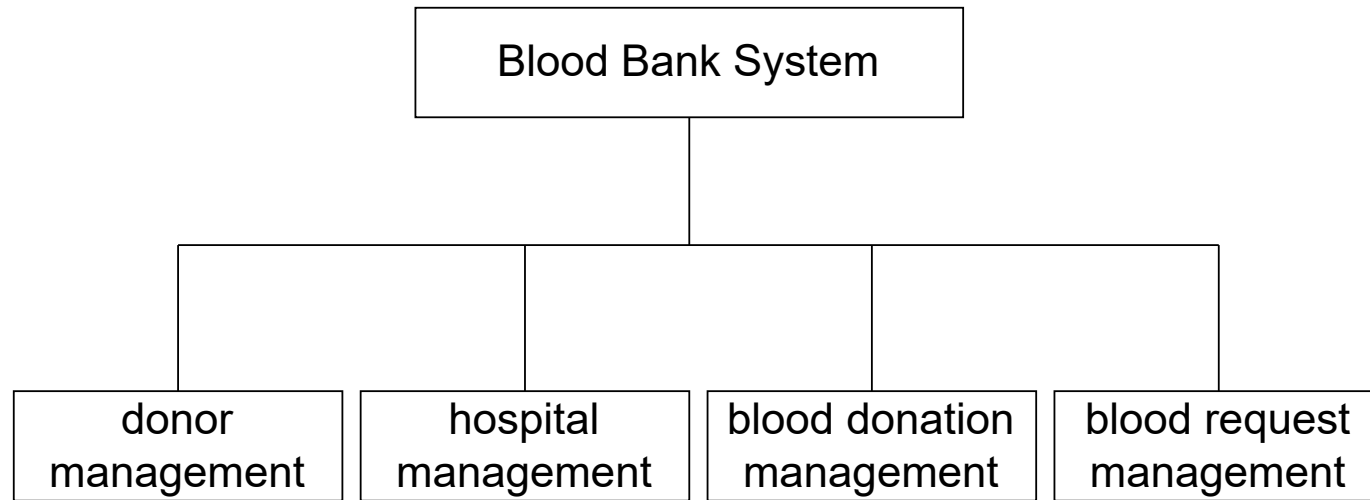 Blood Bank System
donor
management
hospital
management
blood donation
management
blood request
management